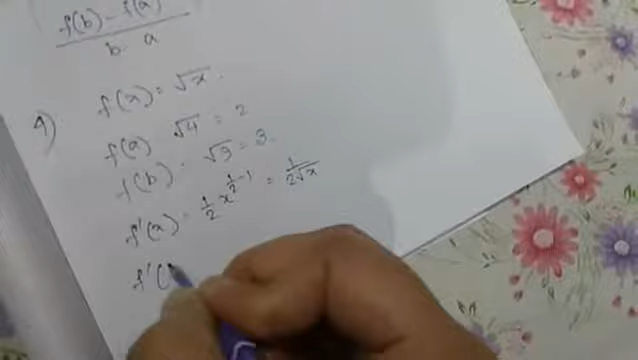 f(b) - f(a)
b - a
4) f(x) = √x.
f(a) √4 = 2
f(b) = √9 = 3.
f'(x) = 1/2 x^(1/2 - 1) = 1/(2√x)
f'(